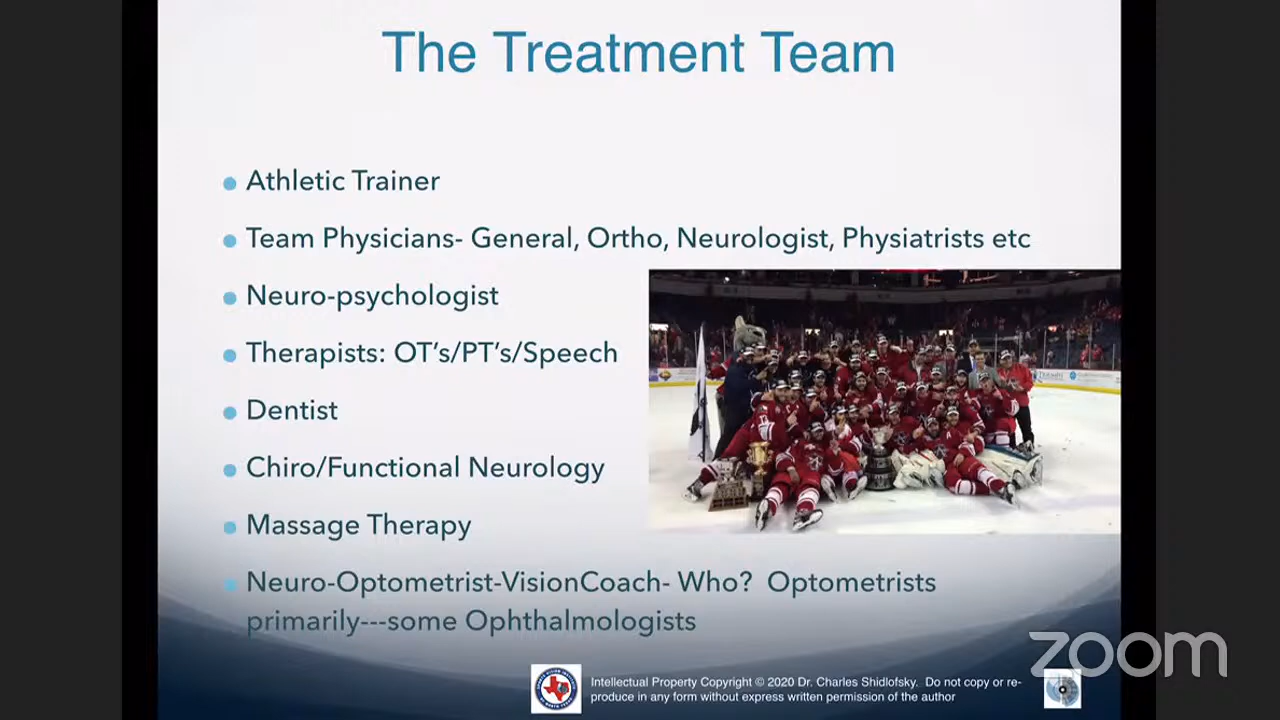 The Treatment Team
Athletic Trainer
Team Physicians- General, Ortho, Neurologist, Physiatrists etc
Neuro-psychologist
Therapists: OT's/PT's/Speech
Dentist
Chiro/Functional Neurology
Massage Therapy
Neuro-Optometrist-VisionCoach- Who? Optometrists
primarily---some Ophthalmologists
Intellectual Property Copyright © 2020 Dr. Charles Shidlofsky. Do not copy or re-
produce in any form without express written permission of the author
zoom